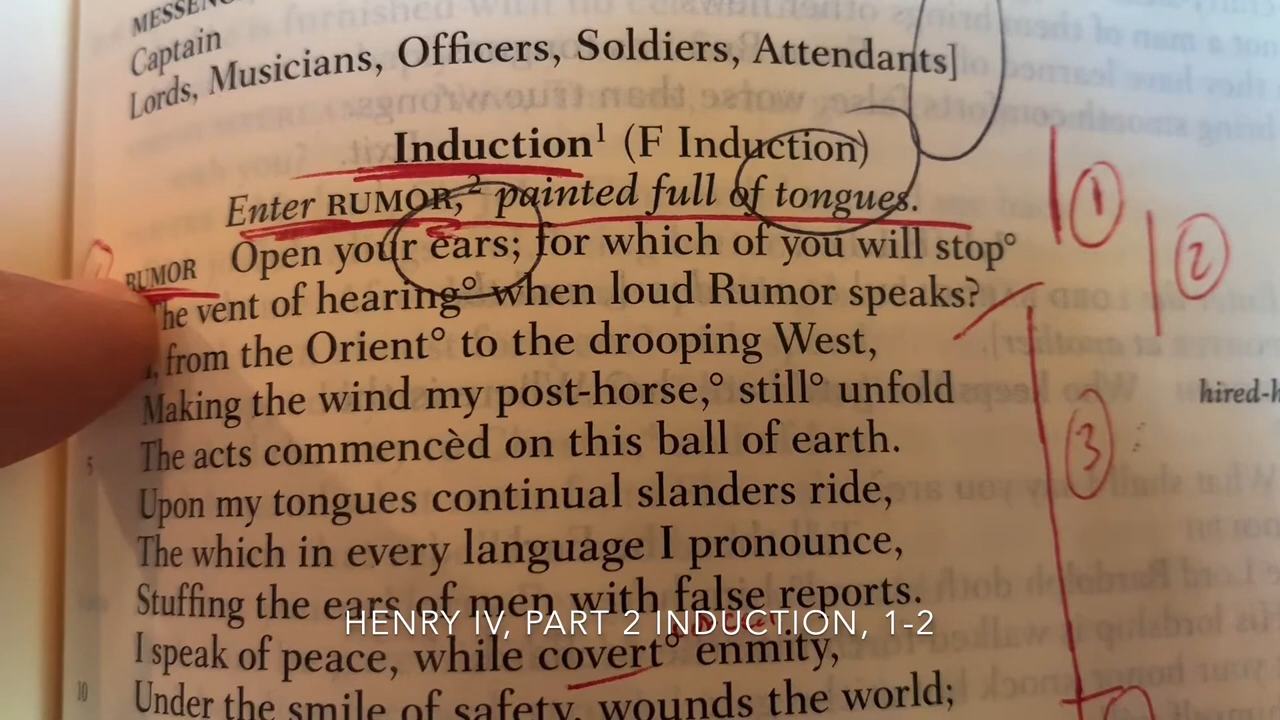 Captain
Lords, Musicians, Officers, Soldiers, Attendants]
Induction¹ (F Induction)
Enter RUMOR,² painted full of tongues.
RUMOR Open your ears; for which of you will stop°
The vent of hearing° when loud Rumor speaks?
I, from the Orient° to the drooping West,
Making the wind my post-horse,° still° unfold
hired-h
5 The acts commencèd on this ball of earth.
Upon my tongues continual slanders ride,
The which in every language I pronounce,
Stuffing the ears of men with false reports.
I speak of peace, while covert° enmity,
10 Under the smile of safety, wounds the world;
1
2
3
HENRY IV, PART 2 INDUCTION, 1-2